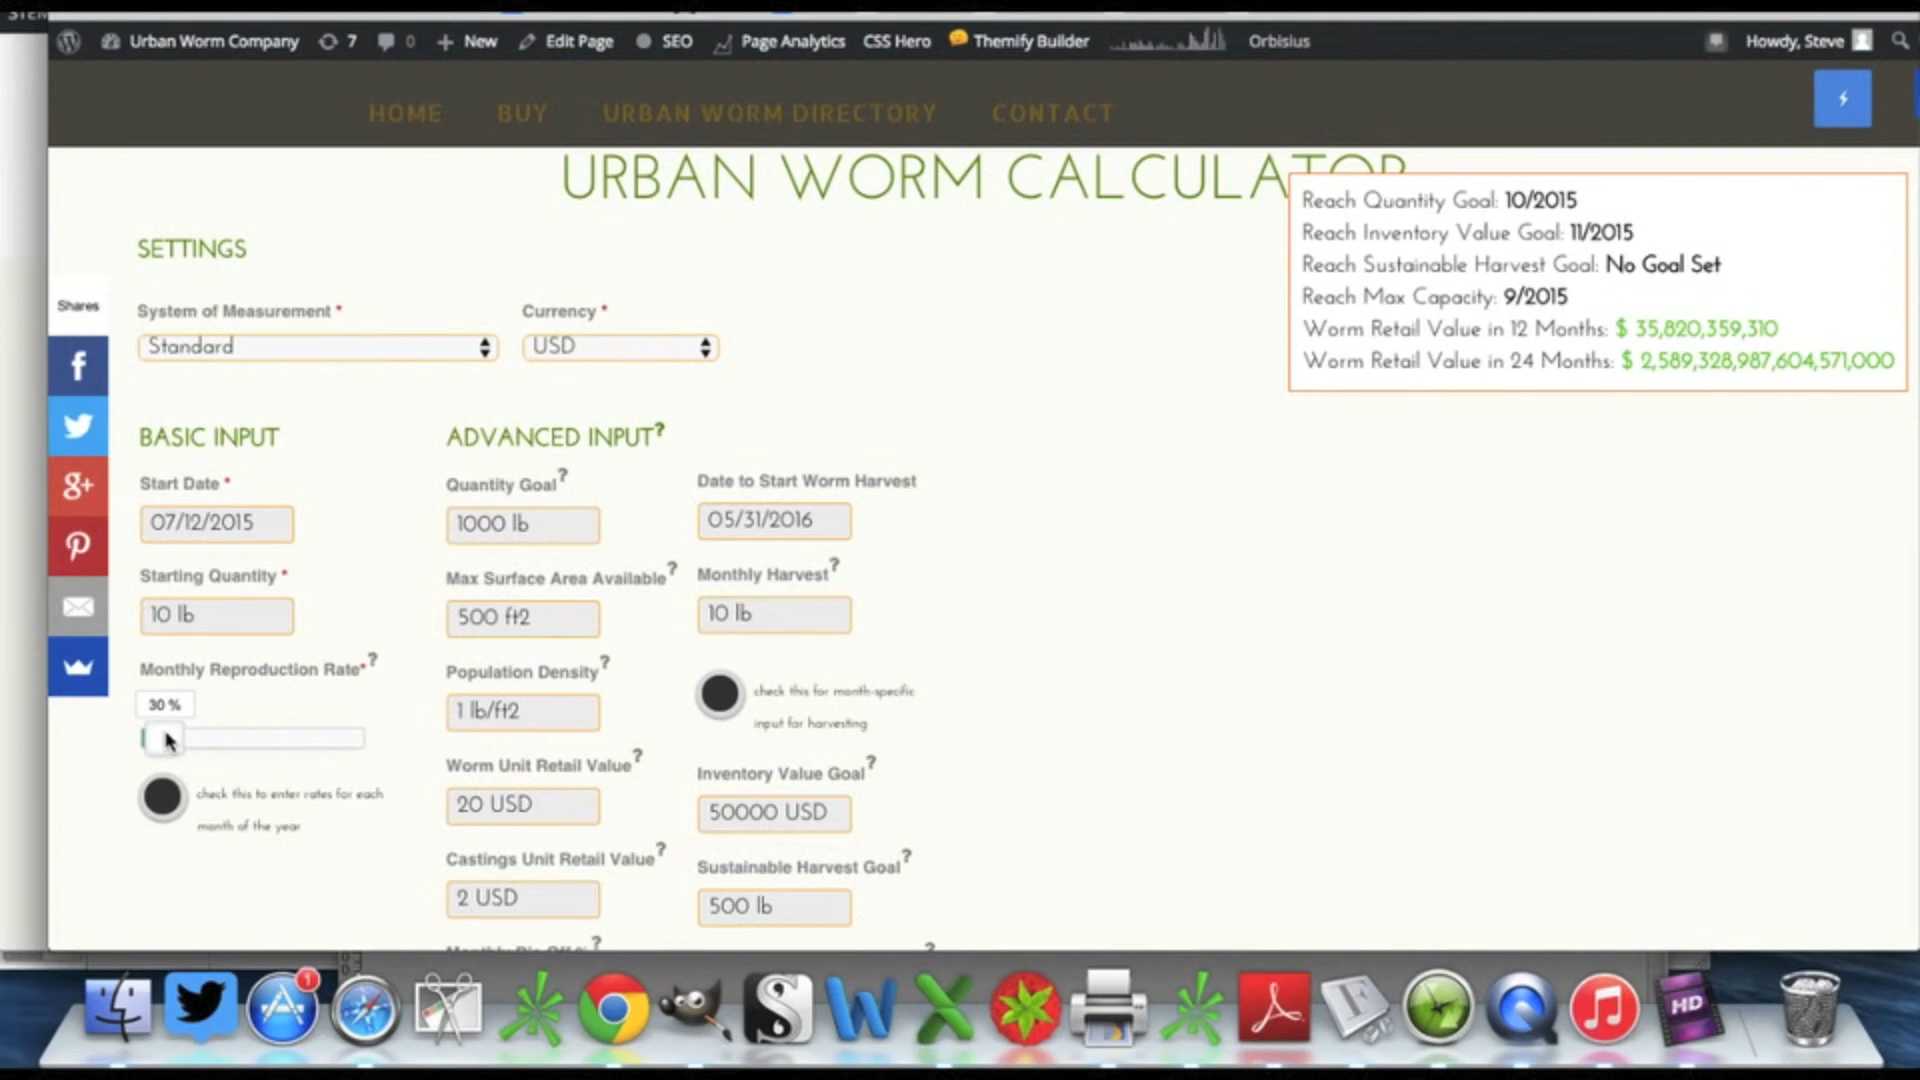 Urban Worm Company 7 0 New Edit Page SEO Page Analytics CSS Hero Themify Builder Orbisius Howdy, Steve
HOME BUY URBAN WORM DIRECTORY CONTACT
URBAN WORM CALCULATOR
Reach Quantity Goal: 10/2015
Reach Inventory Value Goal: 11/2015
Reach Sustainable Harvest Goal: No Goal Set
Reach Max Capacity: 9/2015
Worm Retail Value in 12 Months: $ 35,820,359,310
Worm Retail Value in 24 Months: $ 2,589,328,987,604,571,000
SETTINGS
Shares
System of Measurement * Currency *
Standard USD
BASIC INPUT ADVANCED INPUT?
Start Date * Quantity Goal? Date to Start Worm Harvest
07/12/2015 1000 lb 05/31/2016
Starting Quantity * Max Surface Area Available? Monthly Harvest?
10 lb 500 ft2 10 lb
Monthly Reproduction Rate*? Population Density?
30 % 1 lb/ft2
check this for month-specific
input for harvesting
check this to enter rates for each
month of the year
Worm Unit Retail Value? Inventory Value Goal?
20 USD 50000 USD
Castings Unit Retail Value? Sustainable Harvest Goal?
2 USD 500 lb
HD